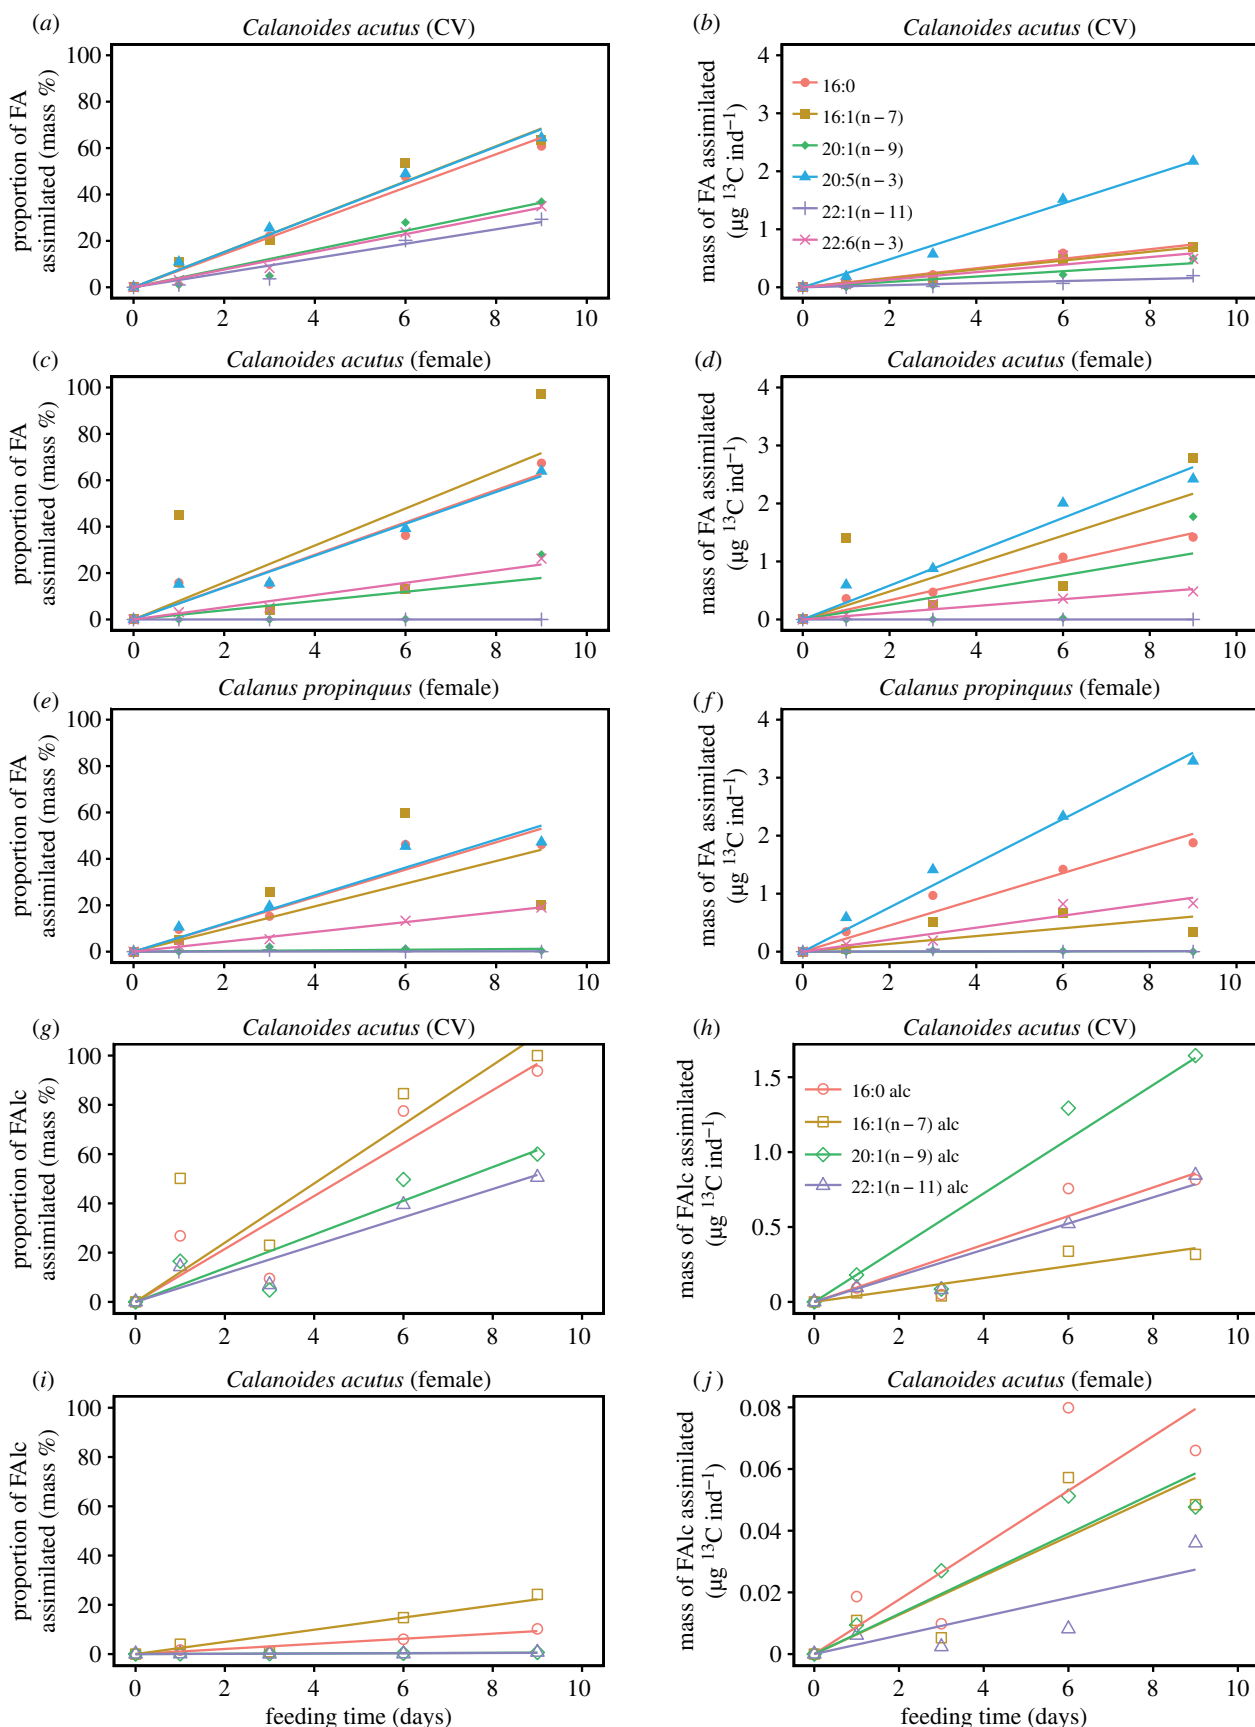 (a) Calanoides acutus (CV)
proportion of FA
assimilated (mass %)
100
80
60
40
20
0
0 2 4 6 8 10
(b) Calanoides acutus (CV)
mass of FA assimilated
(µg ¹³C ind⁻¹)
4
3
2
1
0
16:0
16:1(n − 7)
20:1(n − 9)
20:5(n − 3)
22:1(n − 11)
22:6(n − 3)
0 2 4 6 8 10
(c) Calanoides acutus (female)
proportion of FA
assimilated (mass %)
100
80
60
40
20
0
0 2 4 6 8 10
(d) Calanoides acutus (female)
mass of FA assimilated
(µg ¹³C ind⁻¹)
4
3
2
1
0
0 2 4 6 8 10
(e) Calanus propinquus (female)
proportion of FA
assimilated (mass %)
100
80
60
40
20
0
0 2 4 6 8 10
(f) Calanus propinquus (female)
mass of FA assimilated
(µg ¹³C ind⁻¹)
4
3
2
1
0
0 2 4 6 8 10
(g) Calanoides acutus (CV)
proportion of FAlc
assimilated (mass %)
100
80
60
40
20
0
0 2 4 6 8 10
(h) Calanoides acutus (CV)
mass of FAlc assimilated
(µg ¹³C ind⁻¹)
1.5
1.0
0.5
0
16:0 alc
16:1(n − 7) alc
20:1(n − 9) alc
22:1(n − 11) alc
0 2 4 6 8 10
(i) Calanoides acutus (female)
proportion of FAlc
assimilated (mass %)
100
80
60
40
20
0
0 2 4 6 8 10
feeding time (days)
(j) Calanoides acutus (female)
mass of FAlc assimilated
(µg ¹³C ind⁻¹)
0.08
0.06
0.04
0.02
0
0 2 4 6 8 10
feeding time (days)